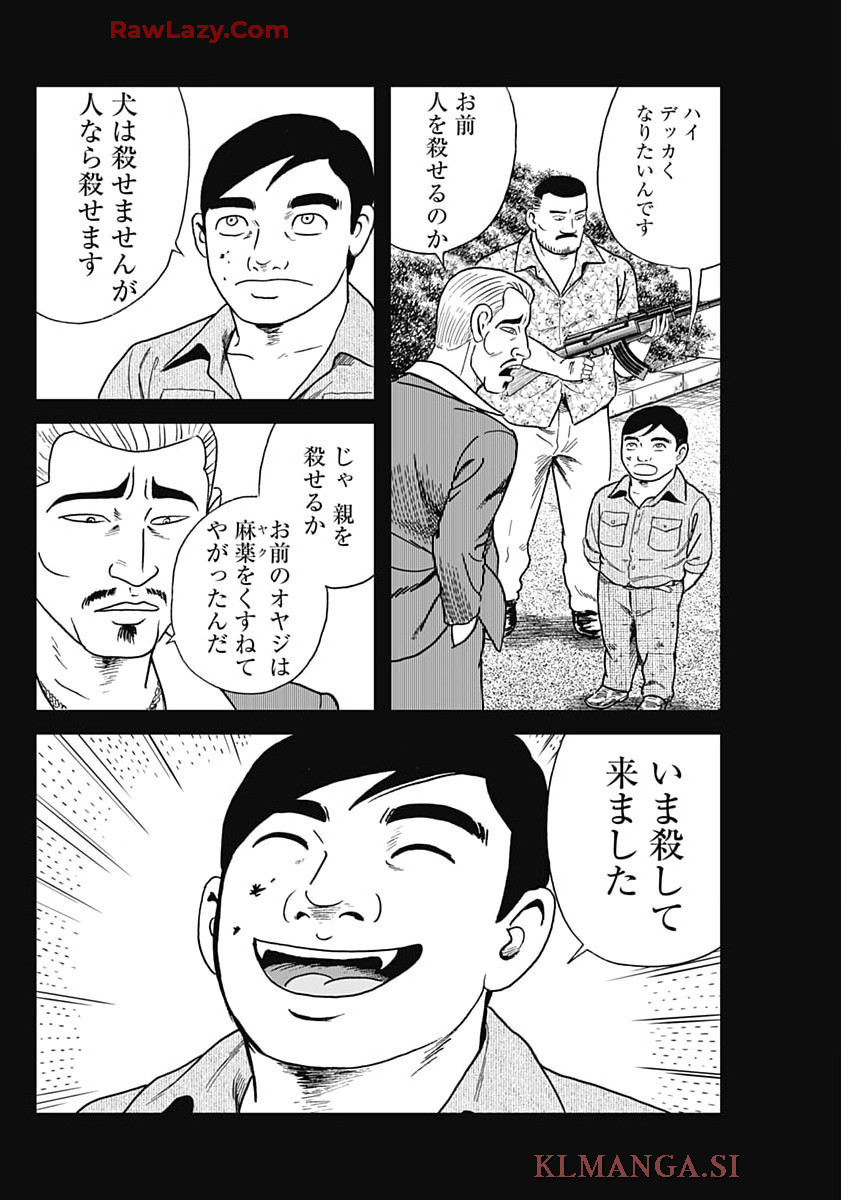 RawLazy.Com
ハイ
デッカく
なりたいんです
お前
人を殺せるのか
犬は殺せませんが
人なら殺せます
じゃ 親を
殺せるか
お前のオヤジは
麻薬をくすねて
ヤク
やがったんだ
いま殺して
来ました
KLMANGA.SI